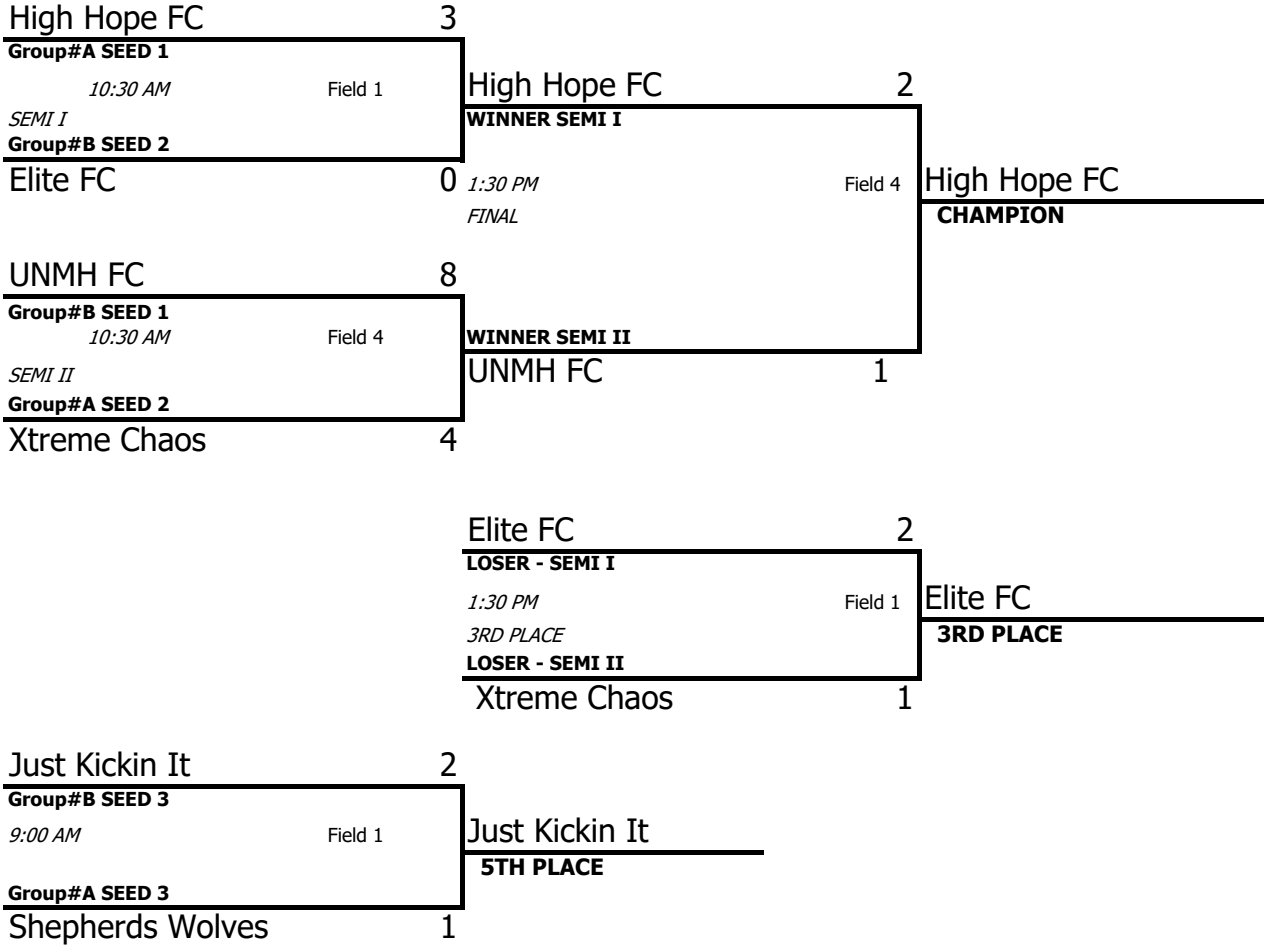 High Hope FC 3
Group#A SEED 1
10:30 AM Field 1
SEMI I
Group#B SEED 2
Elite FC 0
High Hope FC 2
WINNER SEMI I
1:30 PM Field 4
FINAL
High Hope FC
CHAMPION
UNMH FC 8
Group#B SEED 1
10:30 AM Field 4
SEMI II
Group#A SEED 2
Xtreme Chaos 4
WINNER SEMI II
UNMH FC 1
Elite FC 2
LOSER - SEMI I
1:30 PM Field 1
3RD PLACE
LOSER - SEMI II
Xtreme Chaos 1
Elite FC
3RD PLACE
Just Kickin It 2
Group#B SEED 3
9:00 AM Field 1
Group#A SEED 3
Shepherds Wolves 1
Just Kickin It
5TH PLACE